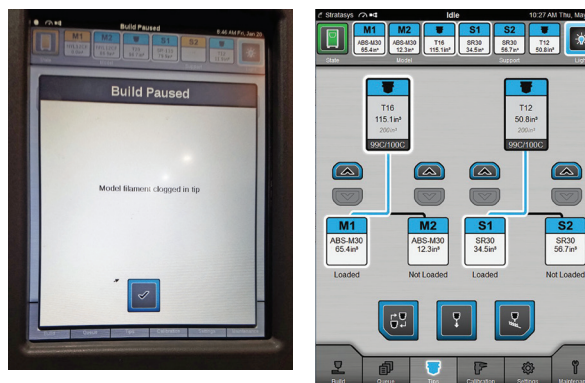 Build Paused
8:46 AM Fri, Jan 20
M1
M2
S1
S2
Build Paused
Model filament clogged in tip
Stratasys
Idle
10:27 AM Thu, Mar
M1
M2
S1
S2
ABS-M30
65.4in³
ABS-M30
12.3in³
T16
115.1in³
SR30
34.5in³
SR30
56.7in³
T12
50.8in³
State
Model
Support
Ligh
T16
115.1in³
200in³
99C/100C
T12
50.8in³
200in³
99C/100C
M1
ABS-M30
65.4in³
Loaded
M2
ABS-M30
12.3in³
Not Loaded
S1
SR30
34.5in³
Loaded
S2
SR30
56.7in³
Not Loaded
Build
Queue
Tips
Calibration
Settings
Maintenanc